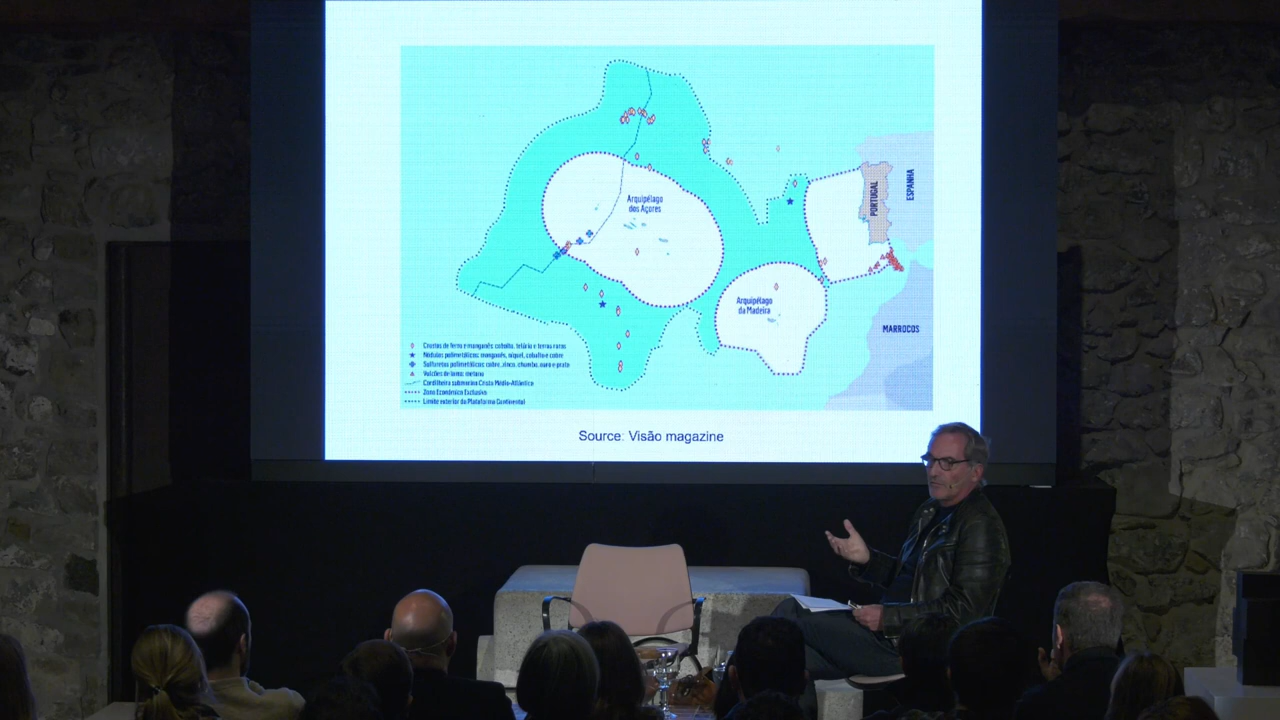 Arquipélago
dos Açores
PORTUGAL
ESPANHA
Arquipélago
da Madeira
MARROCOS
Crostas de ferro e manganês: cobalto, telúrio e terras raras
Nódulos polimetálicos: manganês, níquel, cobalto e cobre
Sulfuretos polimetálicos: cobre, zinco, chumbo, ouro e prata
Vulcões de lama: metano
Cordilheira submarina Crista Médio-Atlântica
Zona Económica Exclusiva
Limite exterior da Plataforma Continental
Source: Visão magazine